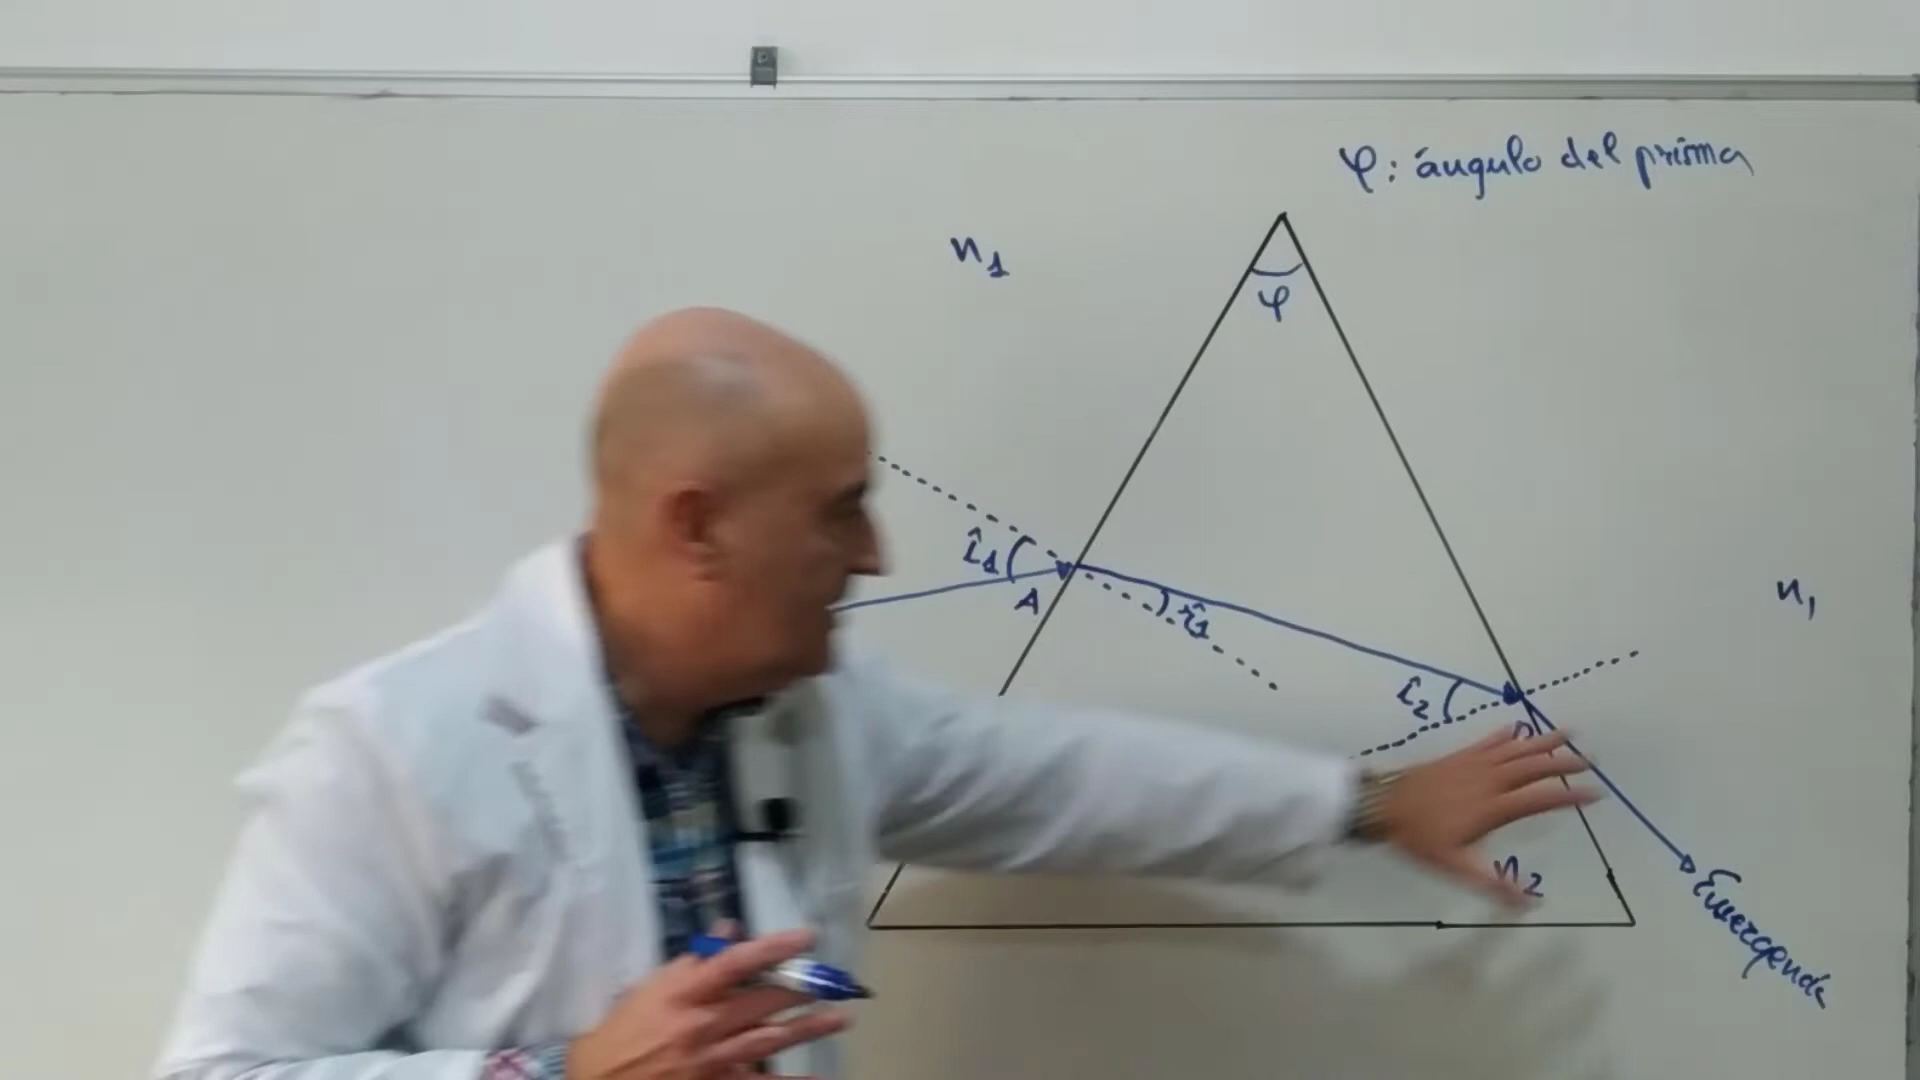 φ: ángulo del prisma
n₁
φ
î₁
A
r̂₁
n₁
î₂
n₂
Emergente